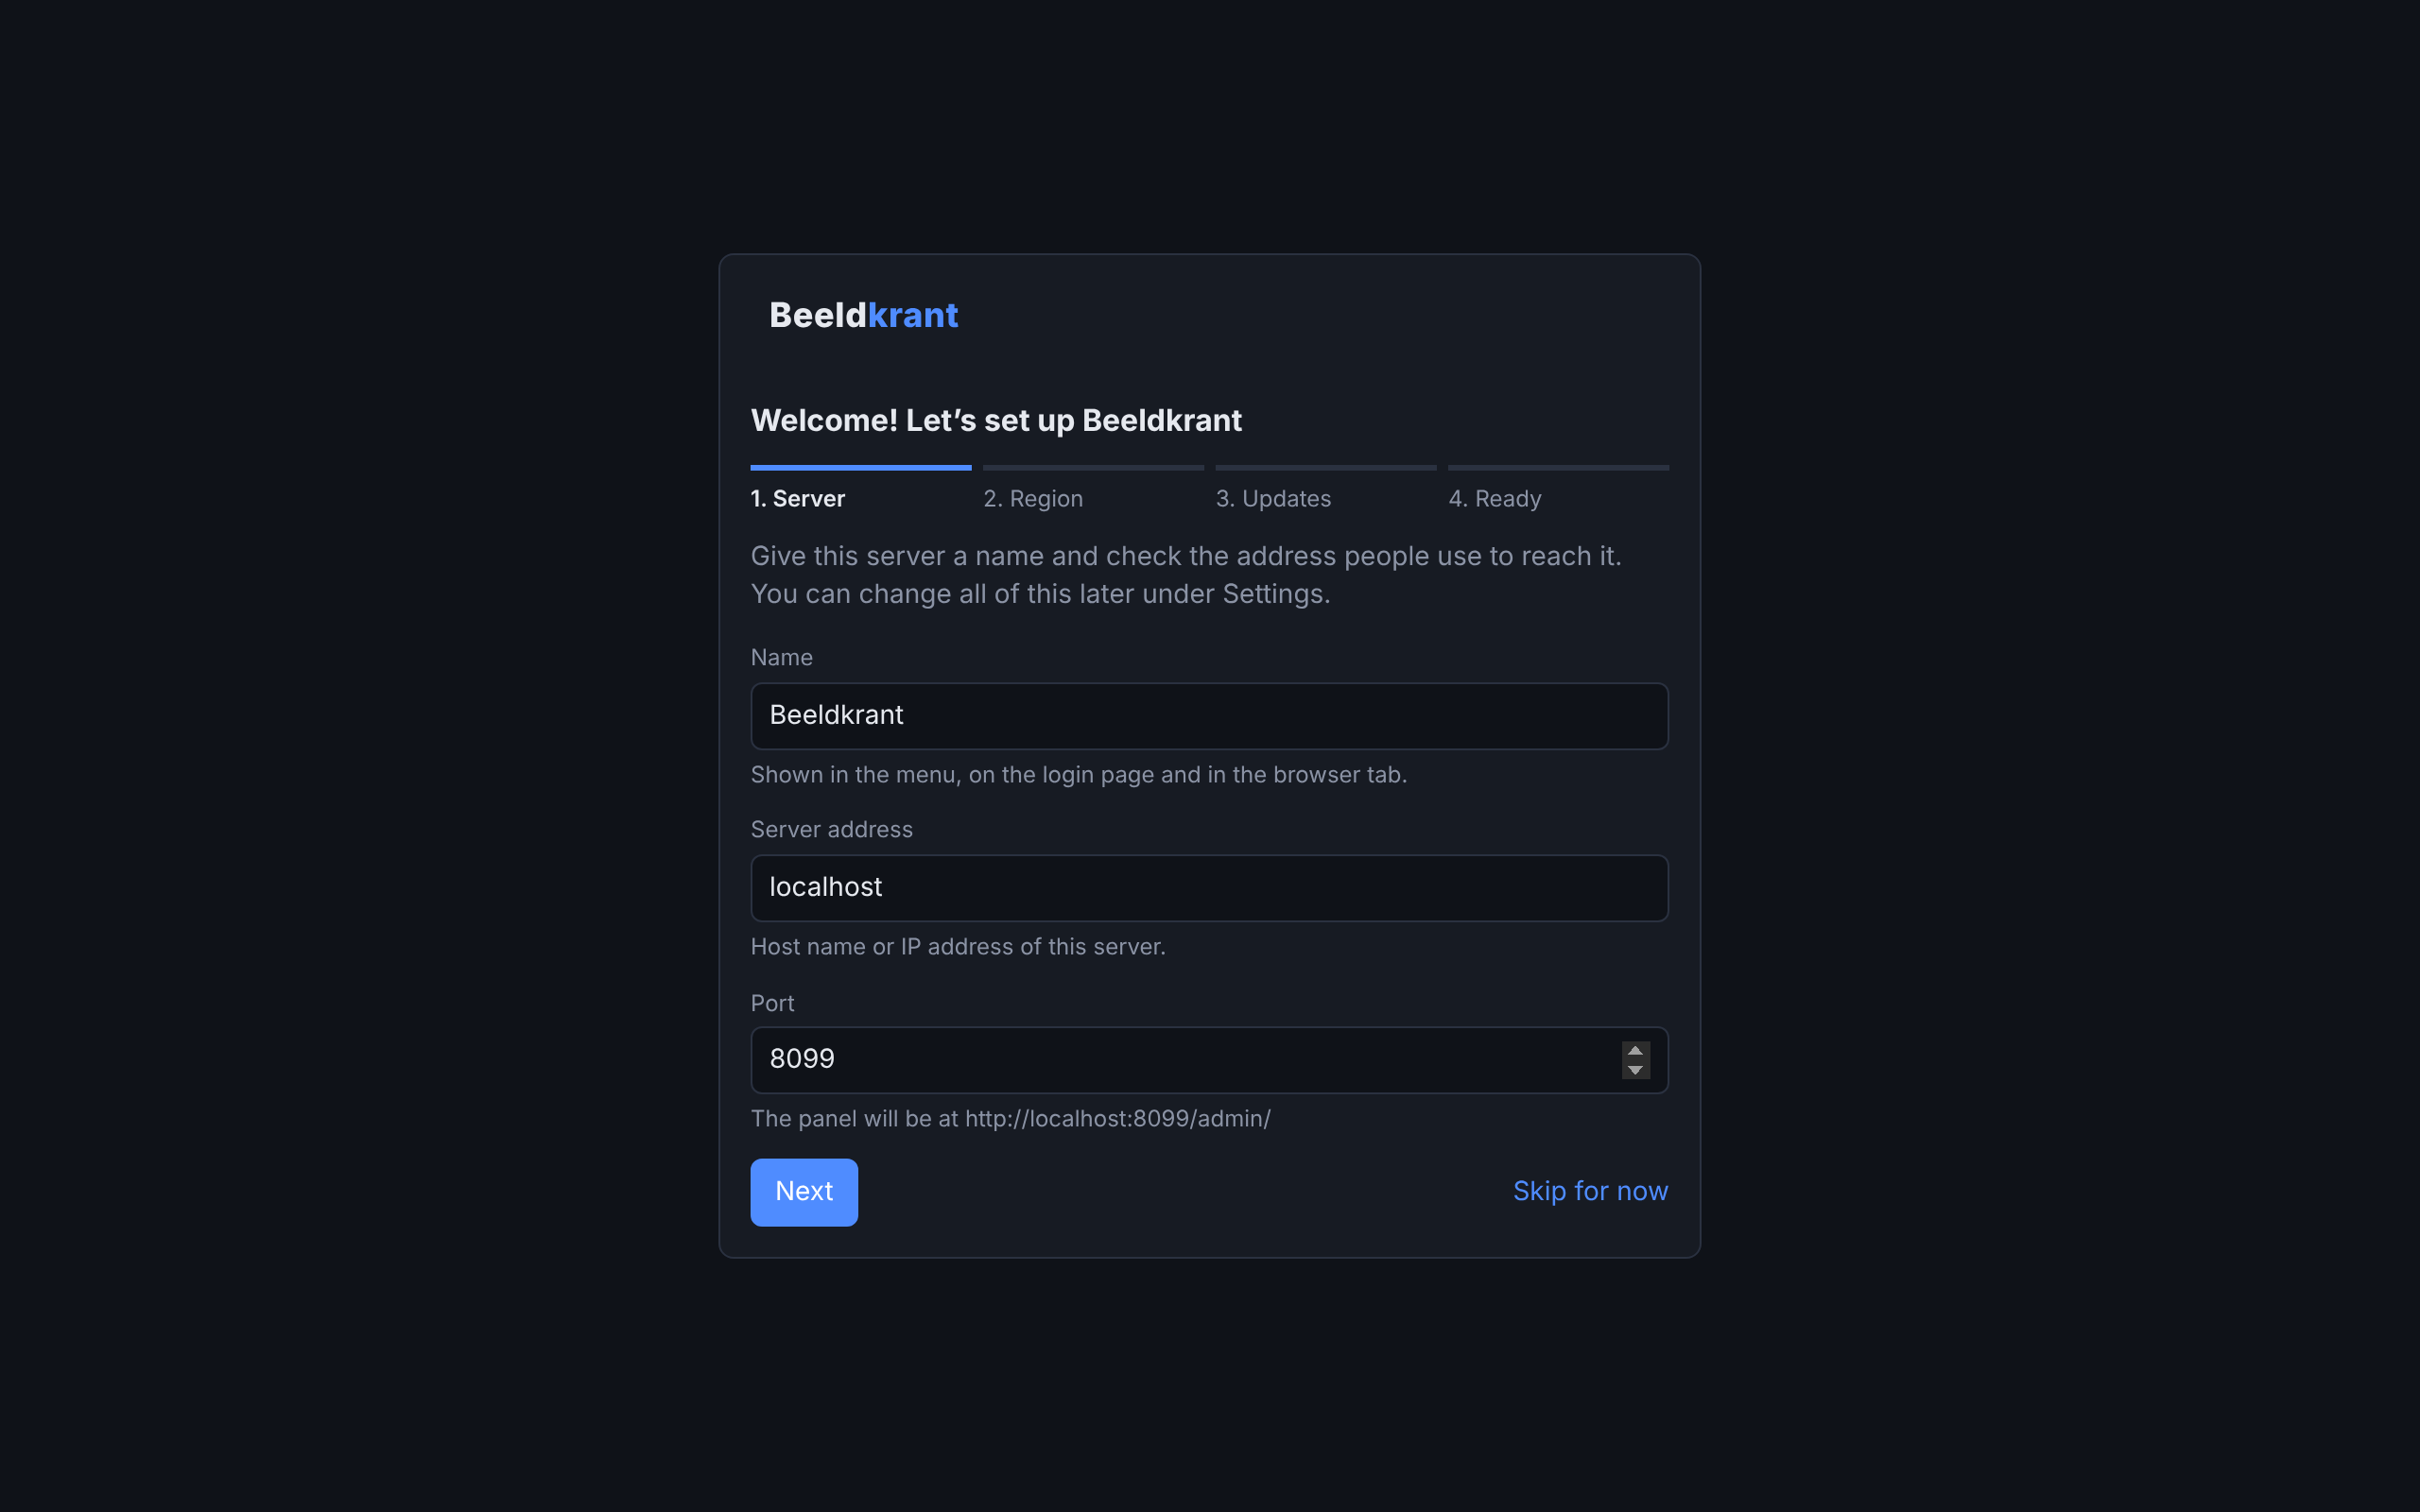 Beeldkrant
Welcome! Let’s set up Beeldkrant
1. Server
2. Region
3. Updates
4. Ready
Give this server a name and check the address people use to reach it.
You can change all of this later under Settings.
Name
Beeldkrant
Shown in the menu, on the login page and in the browser tab.
Server address
localhost
Host name or IP address of this server.
Port
8099
The panel will be at http://localhost:8099/admin/
Next
Skip for now